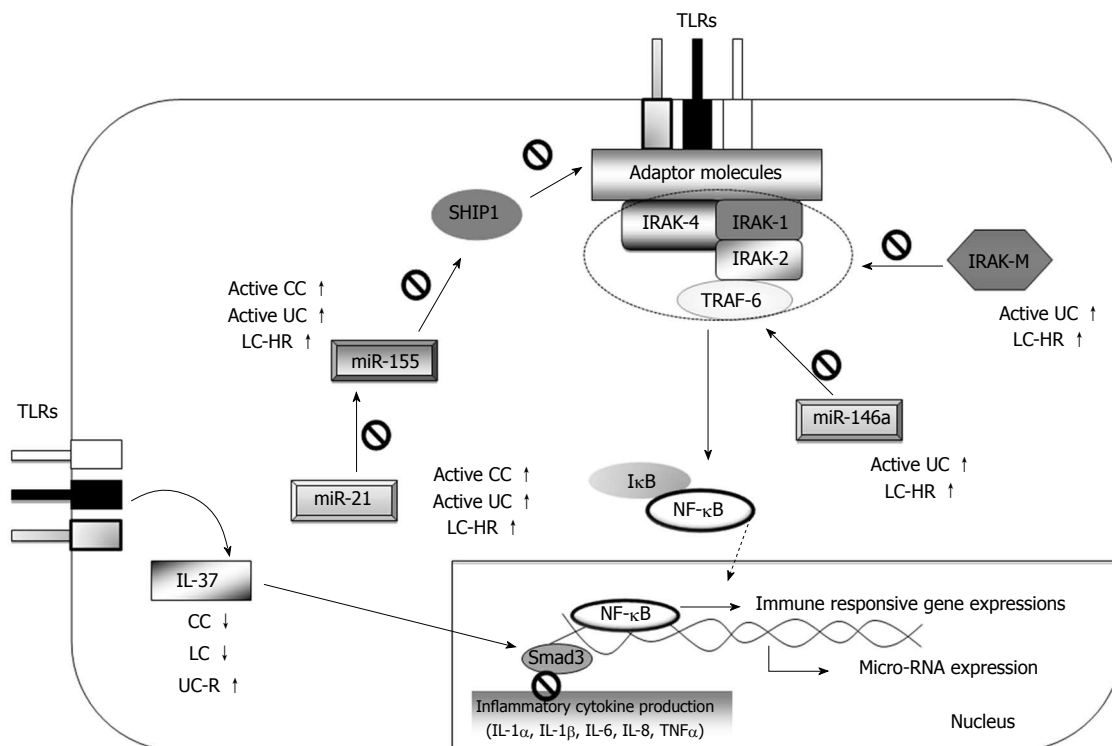 TLRs
Adaptor molecules
SHIP1
IRAK-4
IRAK-1
IRAK-2
IRAK-M
TRAF-6
Active CC ↑
Active UC ↑
LC-HR ↑
miR-155
Active UC ↑
LC-HR ↑
TLRs
miR-146a
miR-21
Active CC ↑
Active UC ↑
LC-HR ↑
Active UC ↑
LC-HR ↑
IκB
NF-κB
IL-37
CC ↓
LC ↓
UC-R ↑
NF-κB
Immune responsive gene expressions
Smad3
Micro-RNA expression
Inflammatory cytokine production
(IL-1α, IL-1β, IL-6, IL-8, TNFα)
Nucleus